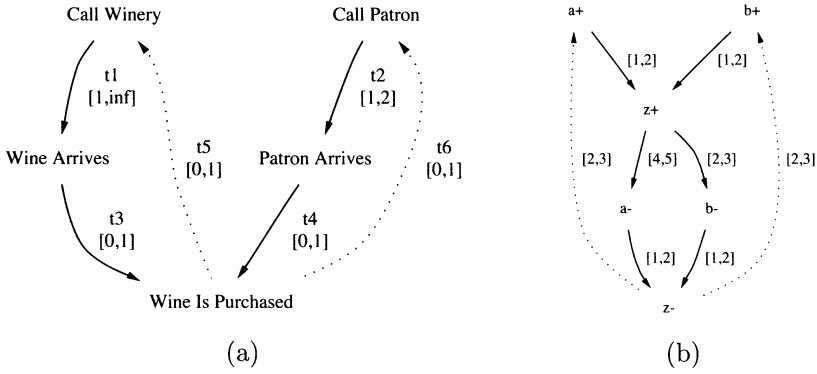 Call Winery
Call Patron
t1
[1,inf]
t2
[1,2]
t5
[0,1]
t6
[0,1]
Wine Arrives
Patron Arrives
t3
[0,1]
t4
[0,1]
Wine Is Purchased
(a)
a+
b+
[1,2]
[1,2]
z+
[2,3]
[4,5]
[2,3]
[2,3]
a-
b-
[1,2]
[1,2]
z-
(b)